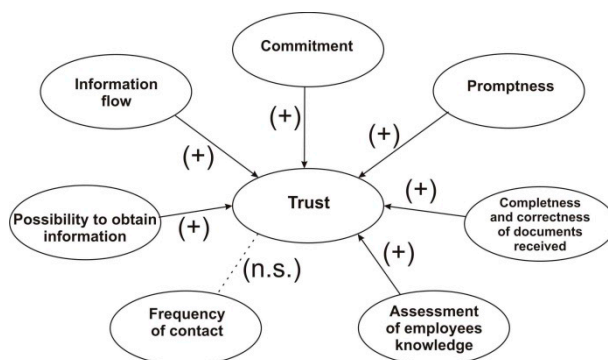 Commitment
Information
flow
Promptness
(+)
(+)
(+)
Trust
Possibility to obtain
information
(+)
(+)
Completness
and correctness
of documents
received
(n.s.)
(+)
Frequency
of contact
Assessment
of employees
knowledge